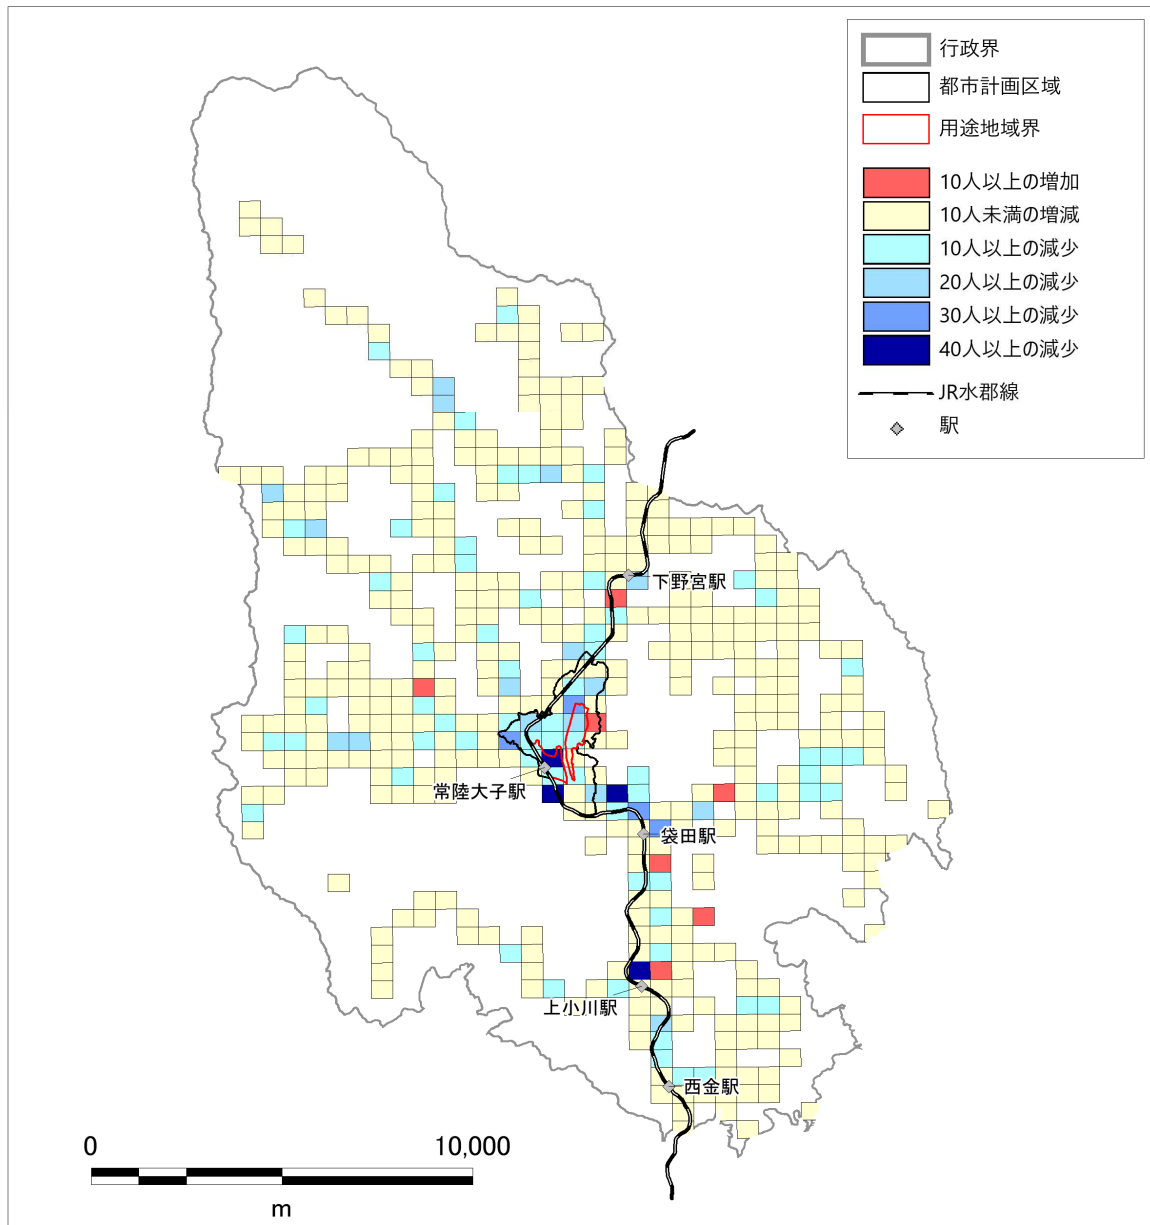 行政界
都市計画区域
用途地域界
10人以上の増加
10人未満の増減
10人以上の減少
20人以上の減少
30人以上の減少
40人以上の減少
JR水郡線
駅
下野宮駅
常陸大子駅
袋田駅
上小川駅
西金駅
0 10,000
m